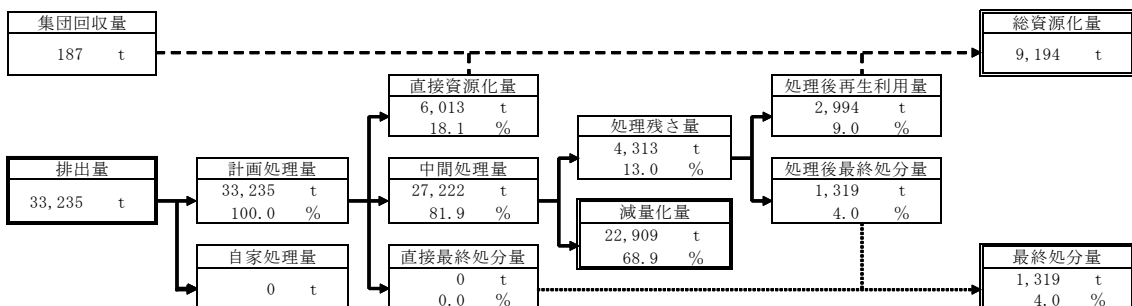 集団回収量
187 t
総資源化量
9,194 t
直接資源化量
6,013 t
18.1 %
処理後再生利用量
2,994 t
9.0 %
処理残さ量
4,313 t
13.0 %
排出量
33,235 t
計画処理量
33,235 t
100.0 %
中間処理量
27,222 t
81.9 %
処理後最終処分量
1,319 t
4.0 %
減量化量
22,909 t
68.9 %
自家処理量
0 t
直接最終処分量
0 t
0.0 %
最終処分量
1,319 t
4.0 %